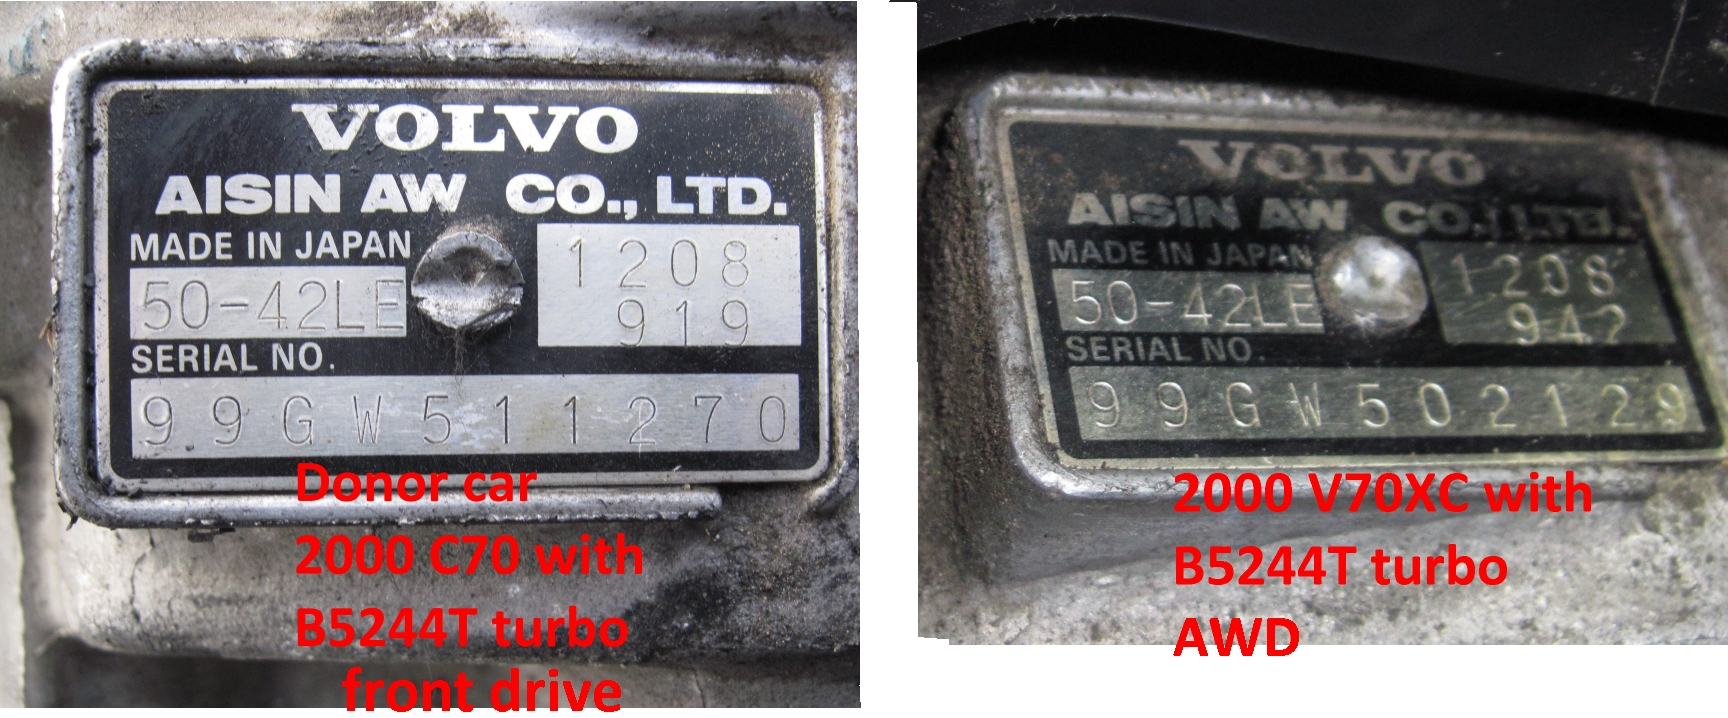 VOLVO
AISIN AW CO., LTD.
MADE IN JAPAN
50-42LE
1208
919
SERIAL NO.
99GW511270
Donor car
2000 C70 with
B5244T turbo
front drive
VOLVO
AISIN AW CO., LTD.
MADE IN JAPAN
50-42LE
1208
942
SERIAL NO.
99GW502129
2000 V70XC with
B5244T turbo
AWD